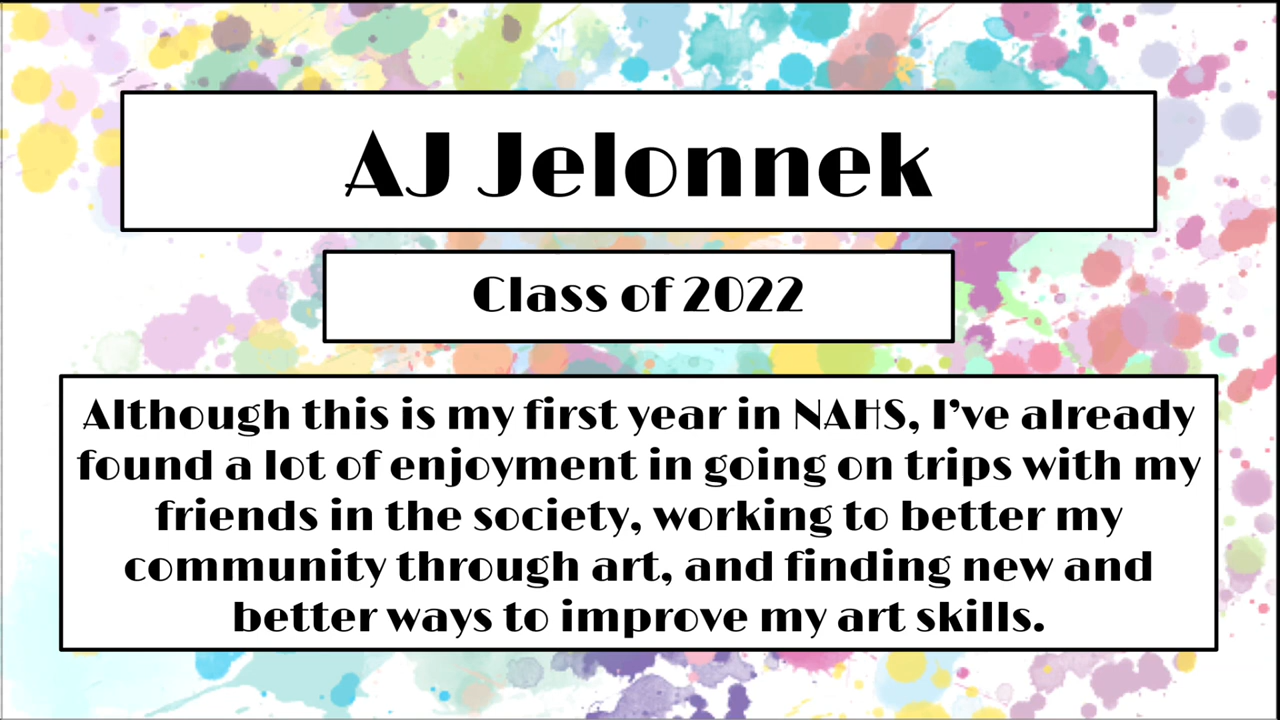 AJ Jelonnek
Class of 2022
Although this is my first year in NAHS, I’ve already
found a lot of enjoyment in going on trips with my
friends in the society, working to better my
community through art, and finding new and
better ways to improve my art skills.